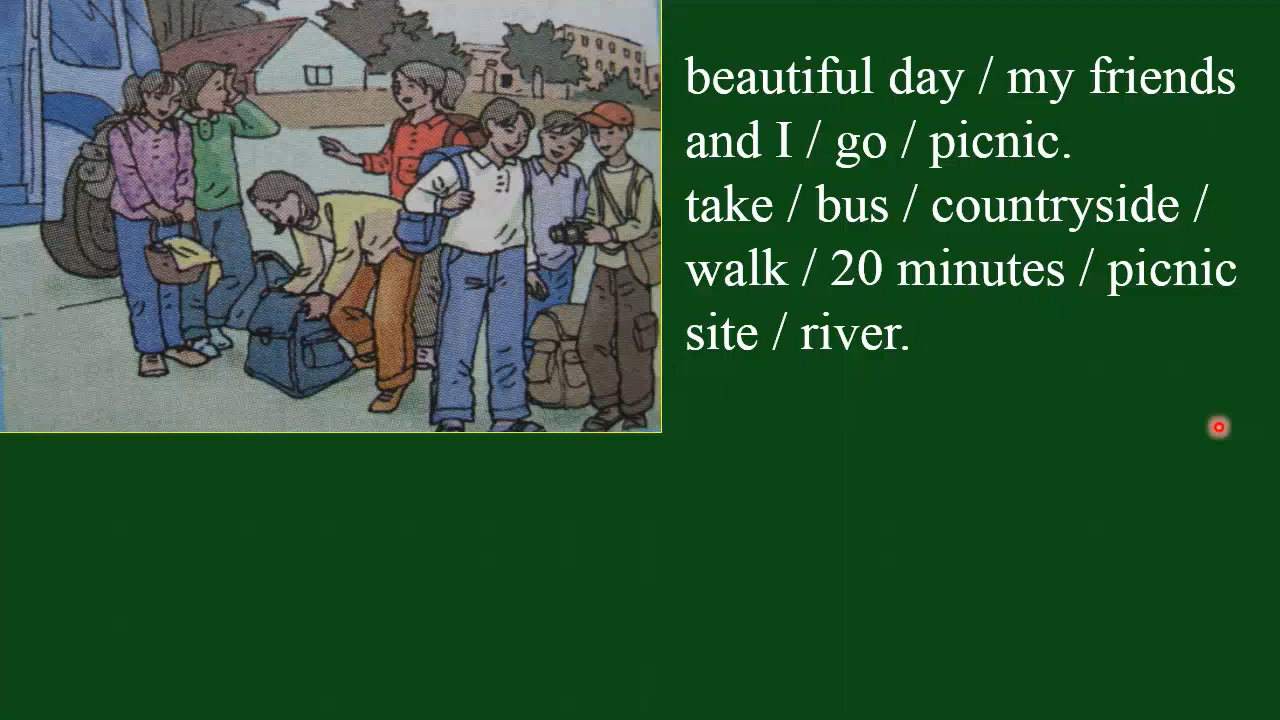 beautiful day / my friends
and I / go / picnic.
take / bus / countryside /
walk / 20 minutes / picnic
site / river.